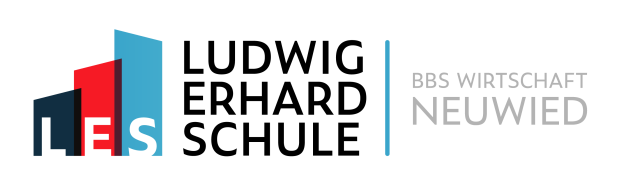 LES
LUDWIG
ERHARD
SCHULE
BBS WIRTSCHAFT
NEUWIED